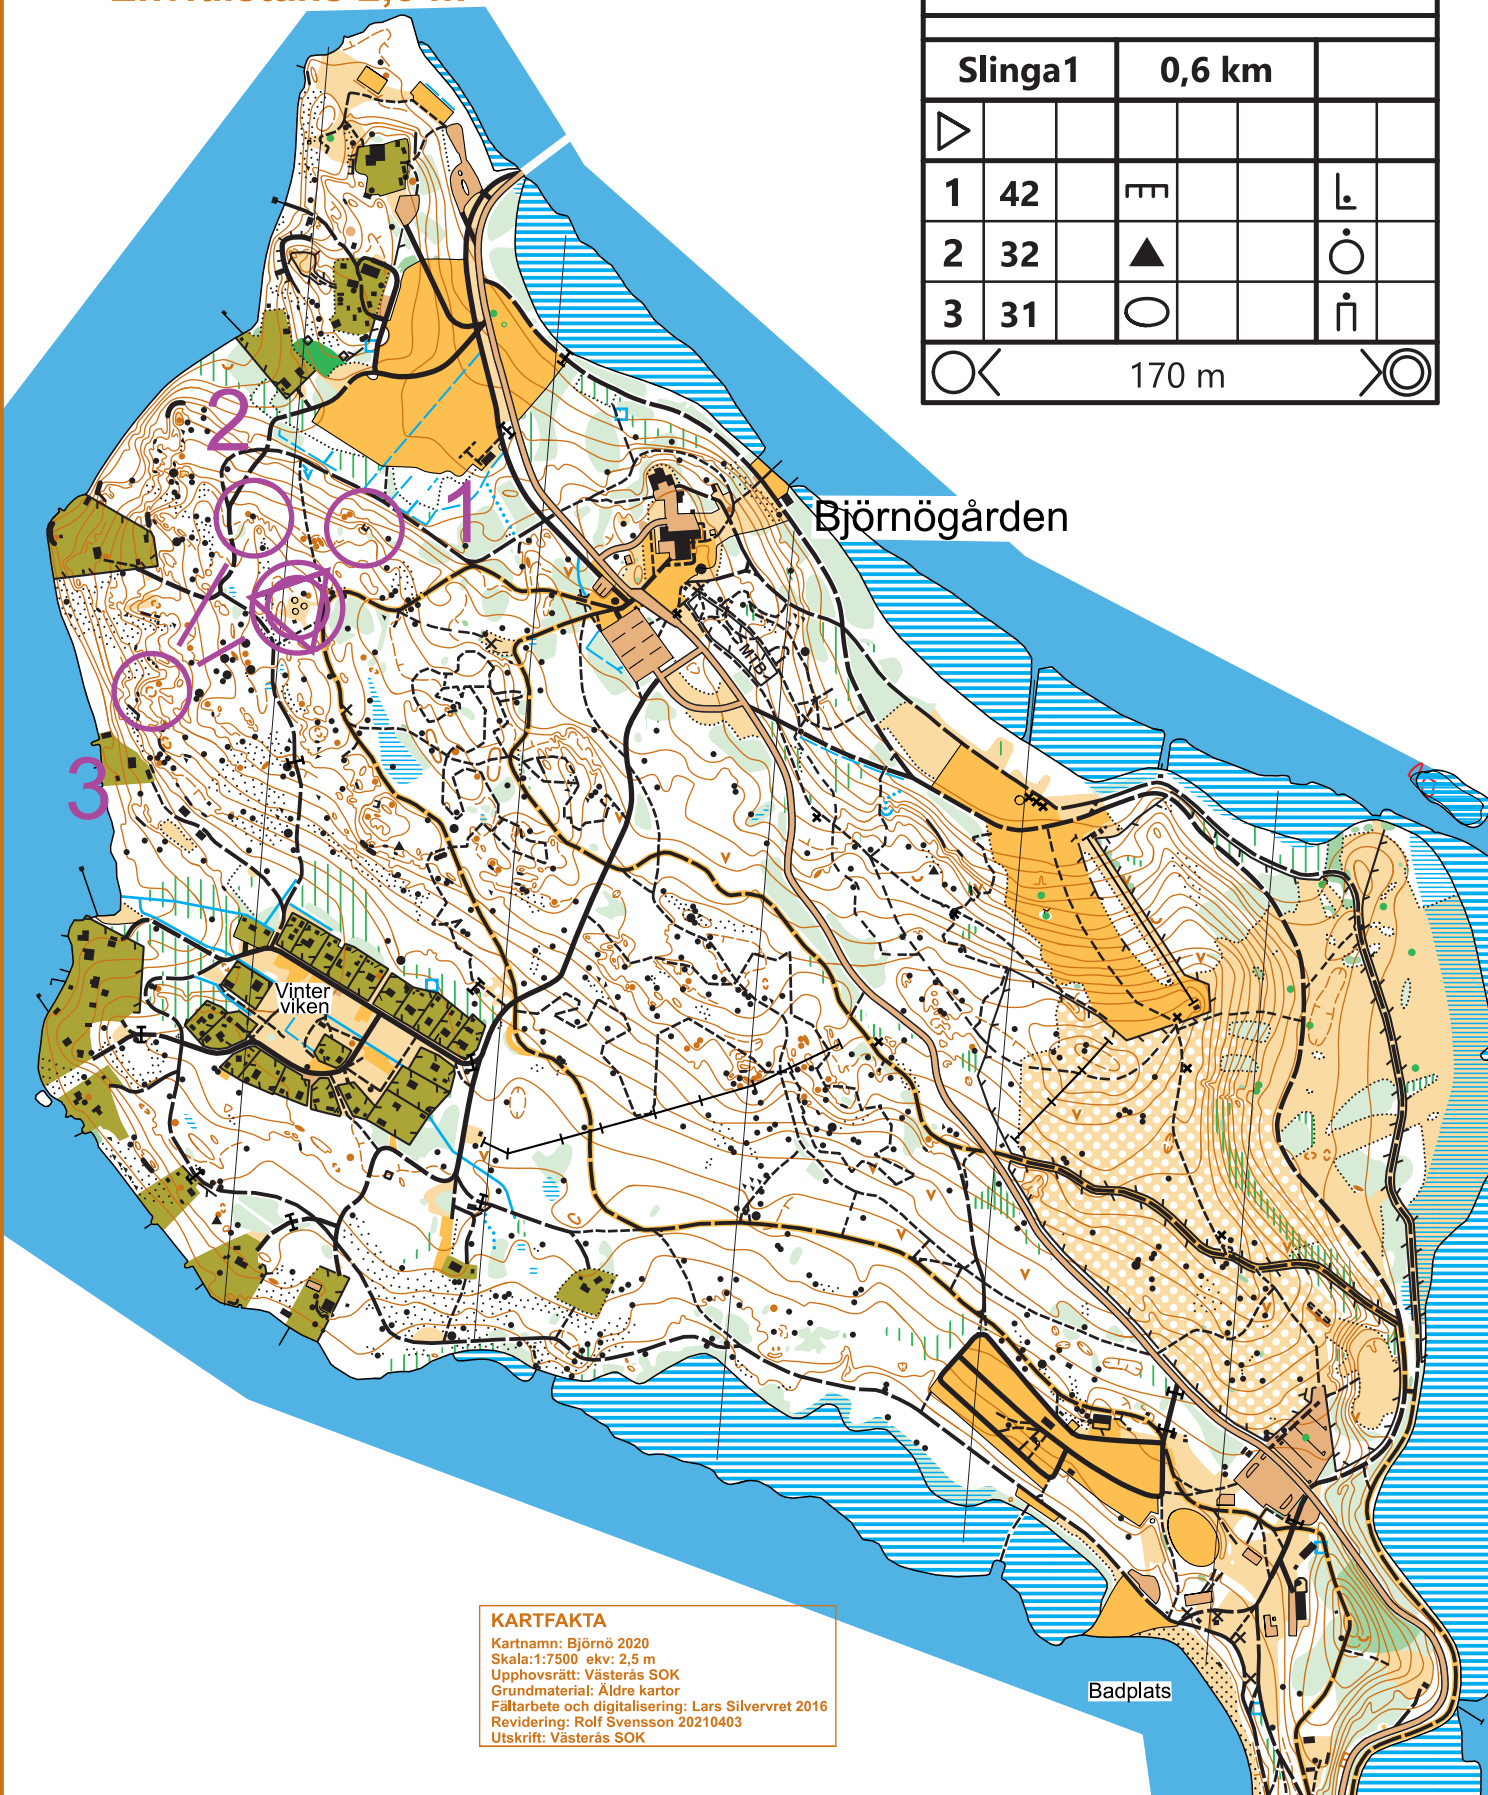 Slinga1 0,6 km
1 42
2 32
3 31
170 m
2
1
Björnögården
MTB
3
Vinter
viken
KARTFAKTA
Kartnamn: Björnö 2020
Skala:1:7500 ekv: 2,5 m
Upphovsrätt: Västerås SOK
Grundmaterial: Äldre kartor
Fältarbete och digitalisering: Lars Silvervret 2016
Revidering: Rolf Svensson 20210403
Utskrift: Västerås SOK
Badplats